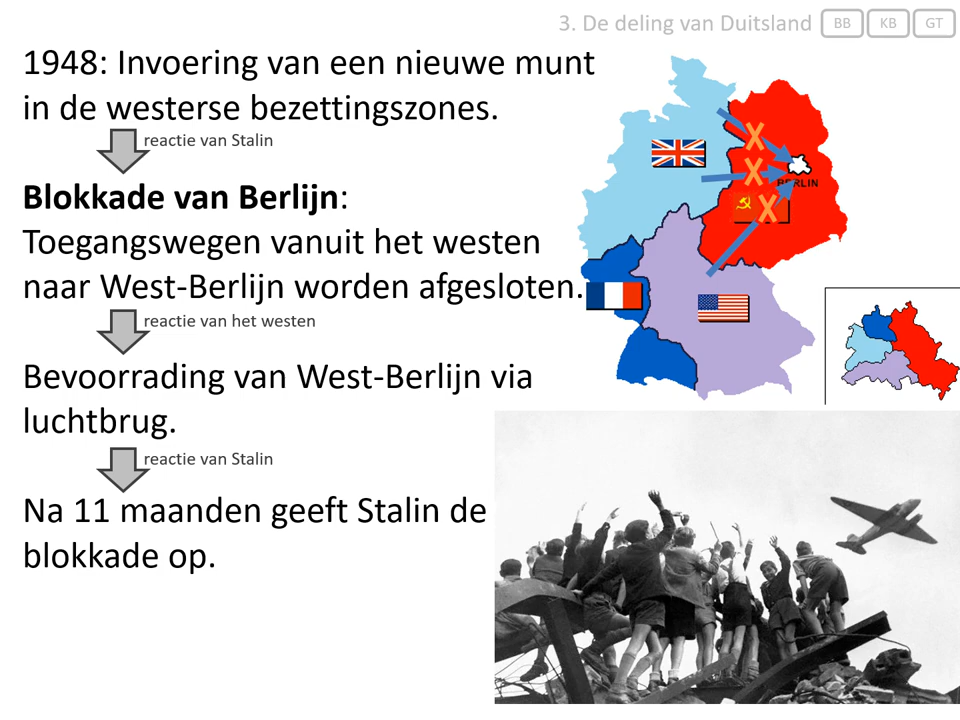 3. De deling van Duitsland BB KB GT
1948: Invoering van een nieuwe munt
in de westerse bezettingszones.
reactie van Stalin
Blokkade van Berlijn:
Toegangswegen vanuit het westen
naar West-Berlijn worden afgesloten.
reactie van het westen
Bevoorrading van West-Berlijn via
luchtbrug.
reactie van Stalin
Na 11 maanden geeft Stalin de
blokkade op.
BERLIN